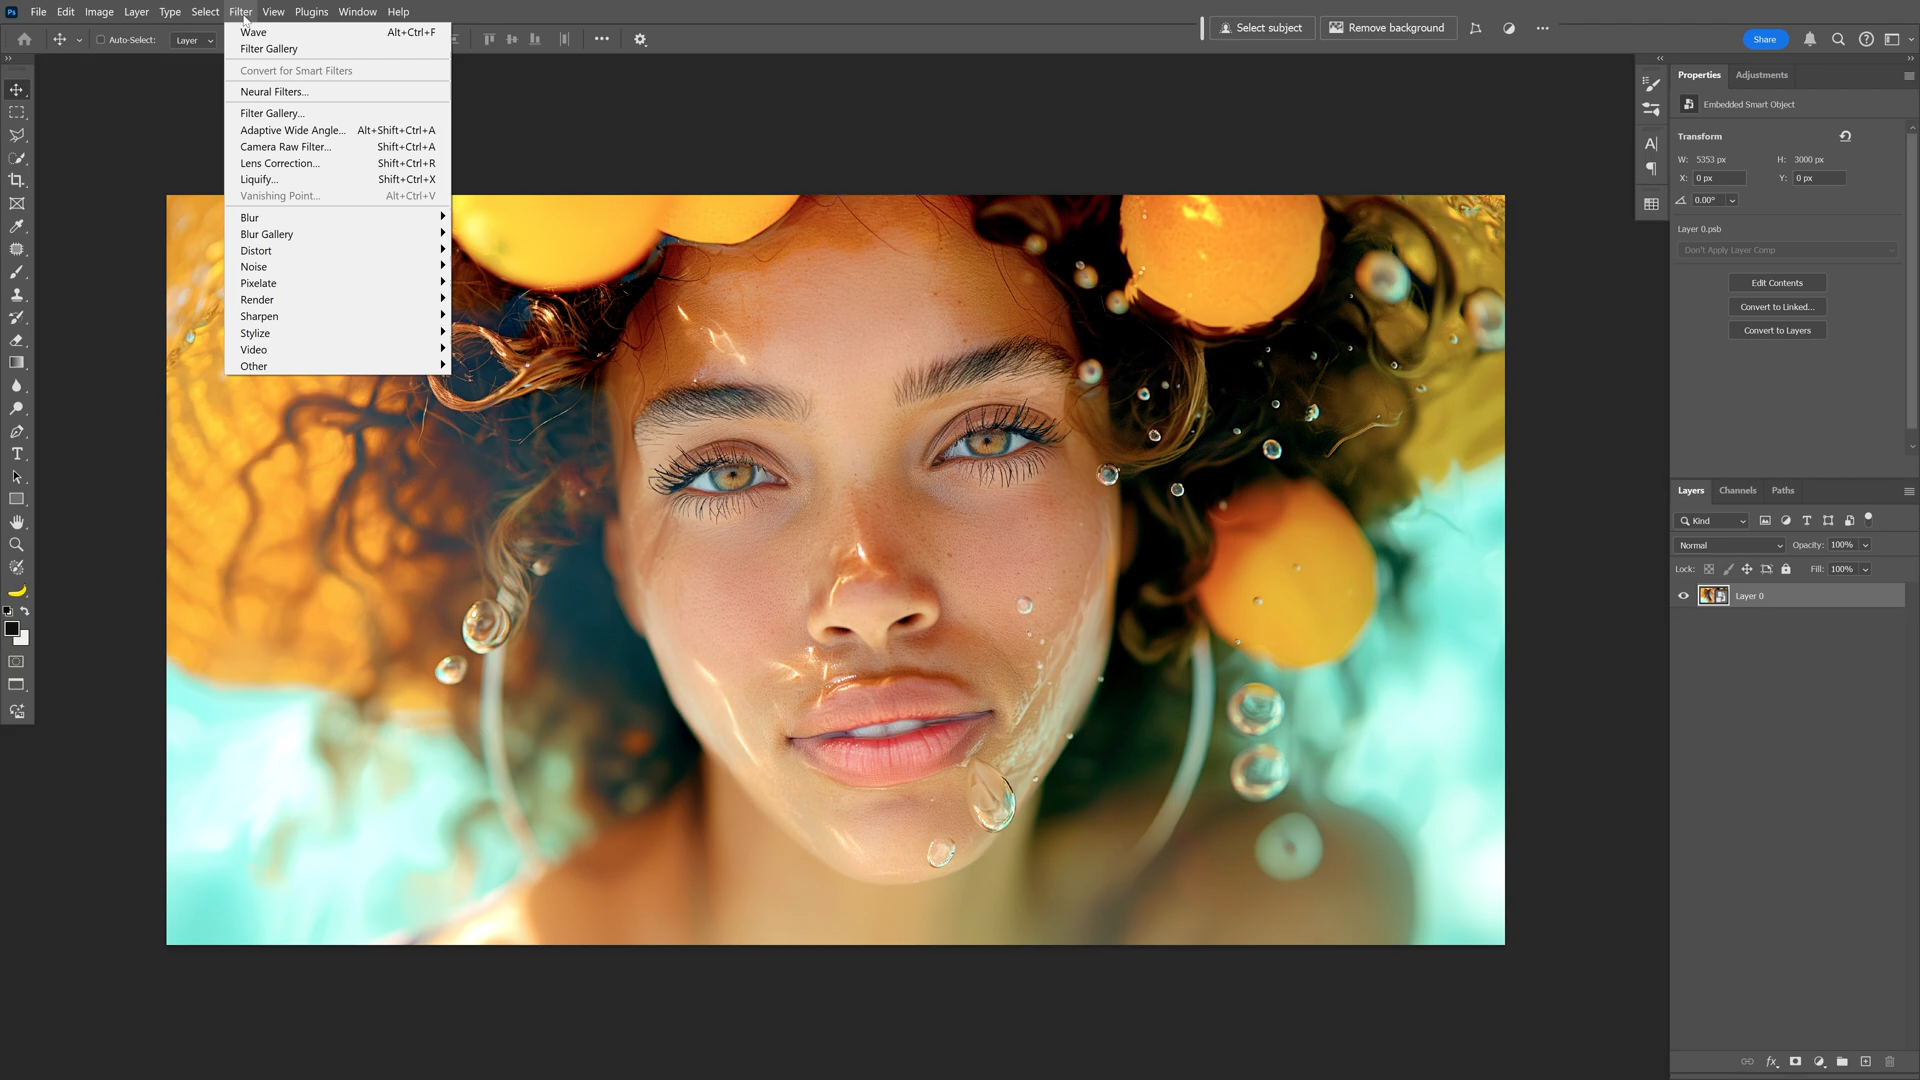 Ps File Edit Image Layer Type Select Filter View Plugins Window Help
Auto-Select: Layer
Select subject Remove background
Share
Wave Alt+Ctrl+F
Filter Gallery
Convert for Smart Filters
Neural Filters...
Filter Gallery...
Adaptive Wide Angle... Alt+Shift+Ctrl+A
Camera Raw Filter... Shift+Ctrl+A
Lens Correction... Shift+Ctrl+R
Liquify... Shift+Ctrl+X
Vanishing Point... Alt+Ctrl+V
Blur
Blur Gallery
Distort
Noise
Pixelate
Render
Sharpen
Stylize
Video
Other
Properties Adjustments
Embedded Smart Object
Transform
W: 5353 px H: 3000 px
X: 0 px Y: 0 px
0.00°
Layer 0.psb
Don't Apply Layer Comp
Edit Contents
Convert to Linked...
Convert to Layers
Layers Channels Paths
Kind
Normal Opacity: 100%
Lock: Fill: 100%
Layer 0
fx